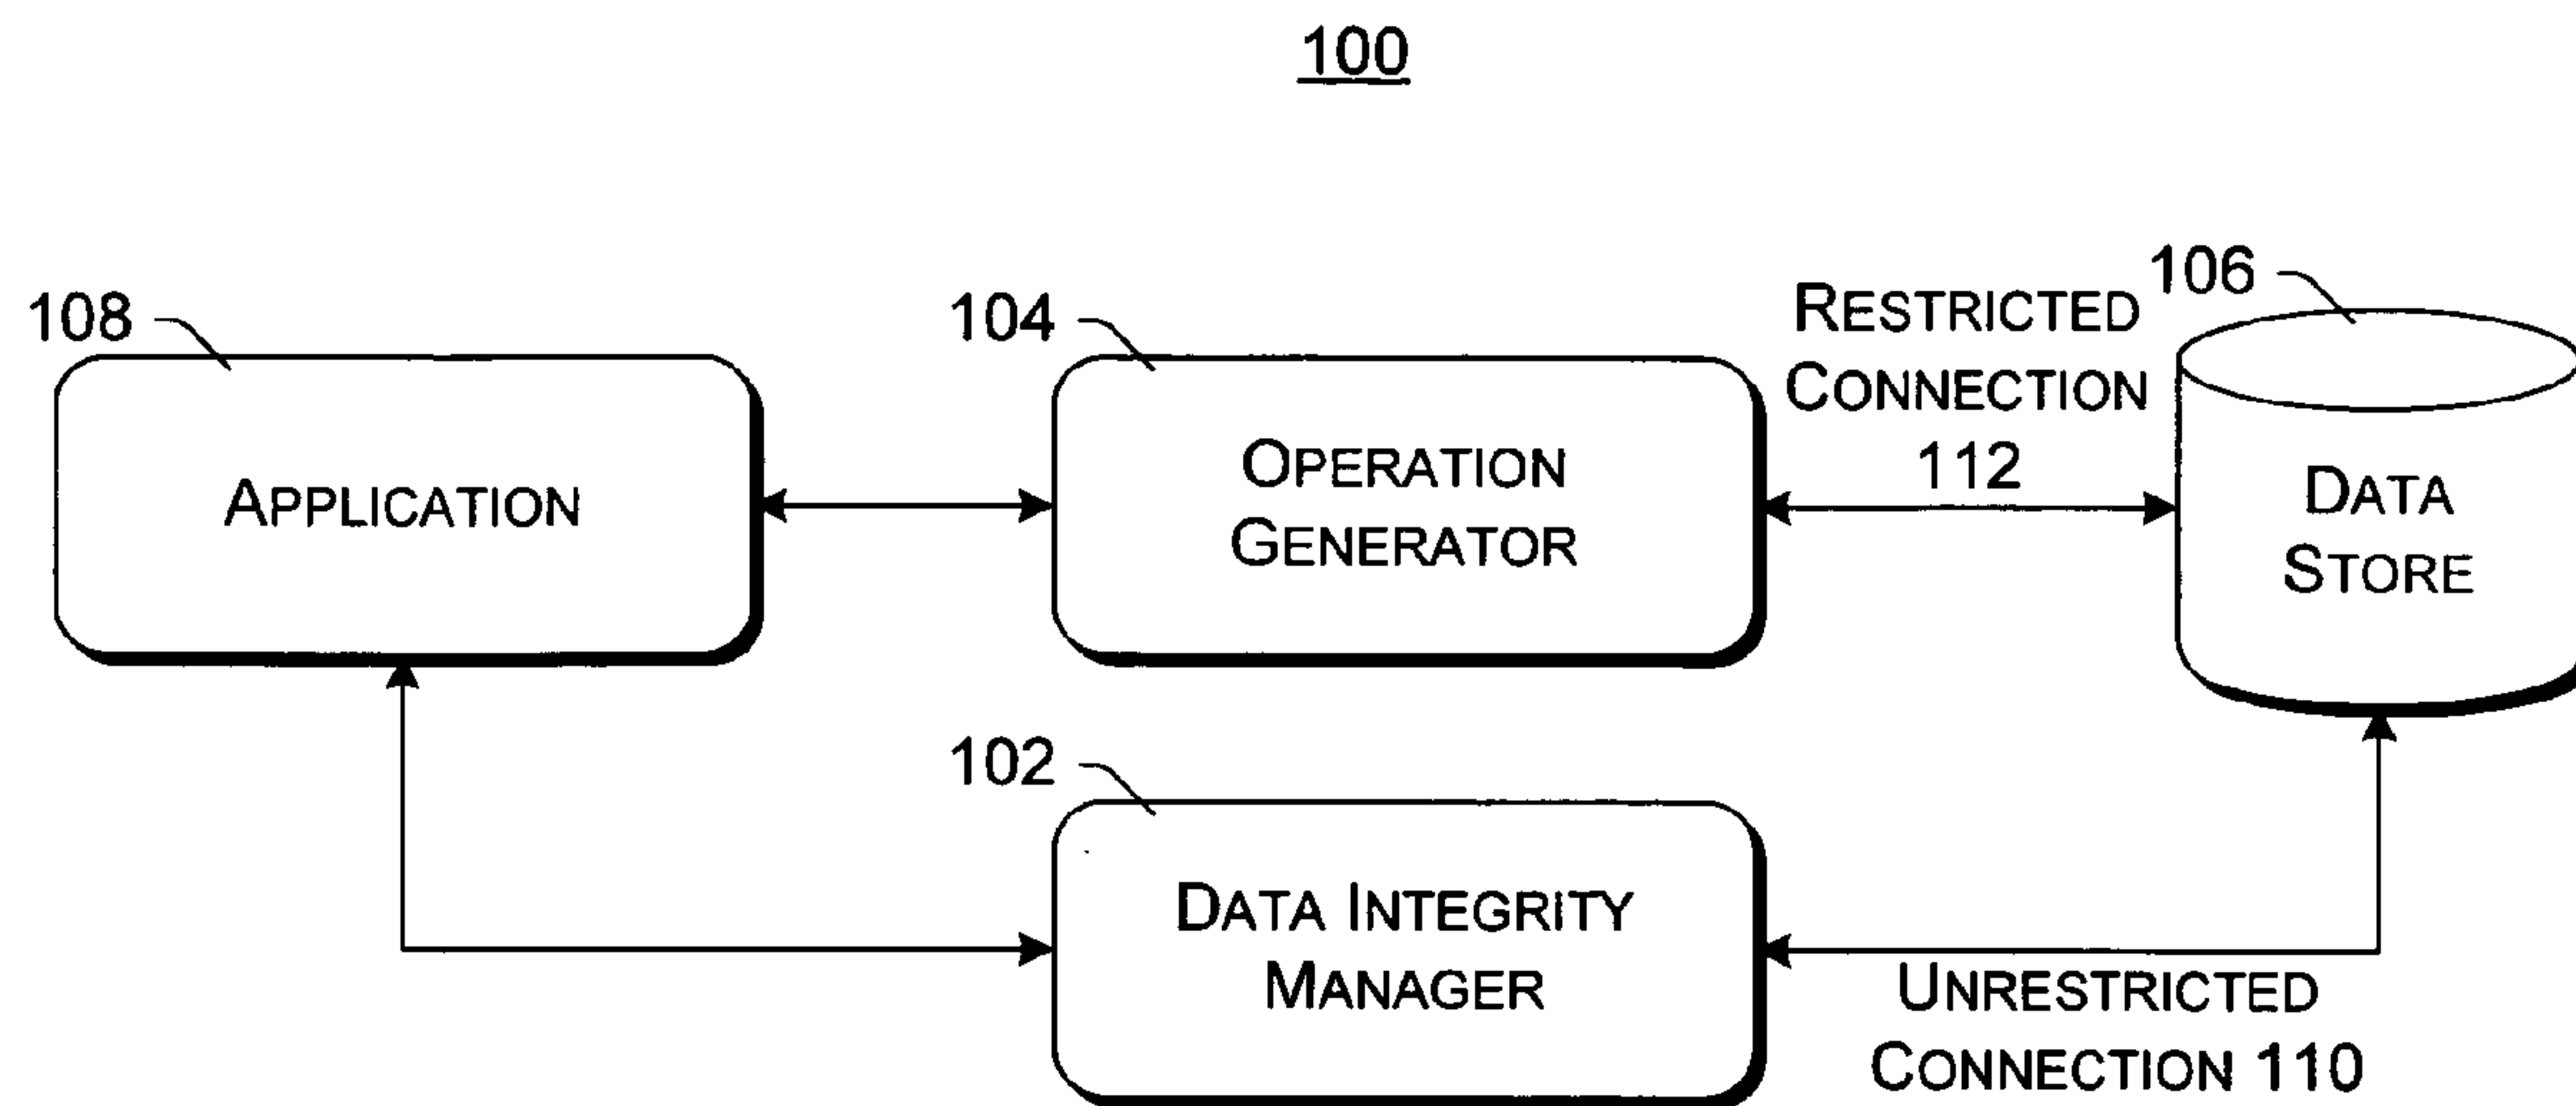 100
108
APPLICATION
104
OPERATION
GENERATOR
RESTRICTED
CONNECTION
112
106
DATA
STORE
102
DATA INTEGRITY
MANAGER
UNRESTRICTED
CONNECTION 110